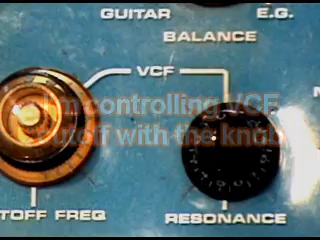 GUITAR E.G.
BALANCE
VCF
I'm controlling VCF
cutoff with the knob
TOFF FREQ RESONANCE